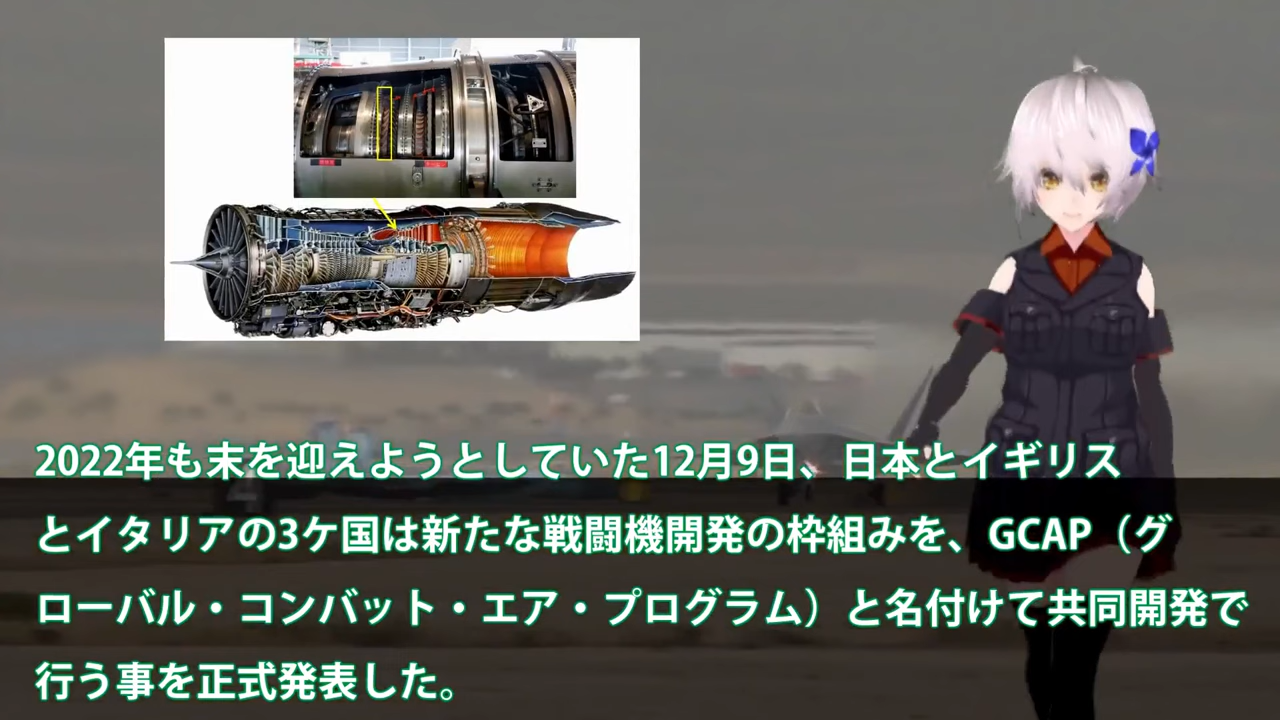 2022年も末を迎えようとしていた12月9日、日本とイギリス
とイタリアの3ケ国は新たな戦闘機開発の枠組みを、GCAP（グ
ローバル・コンバット・エア・プログラム）と名付けて共同開発で
行う事を正式発表した。